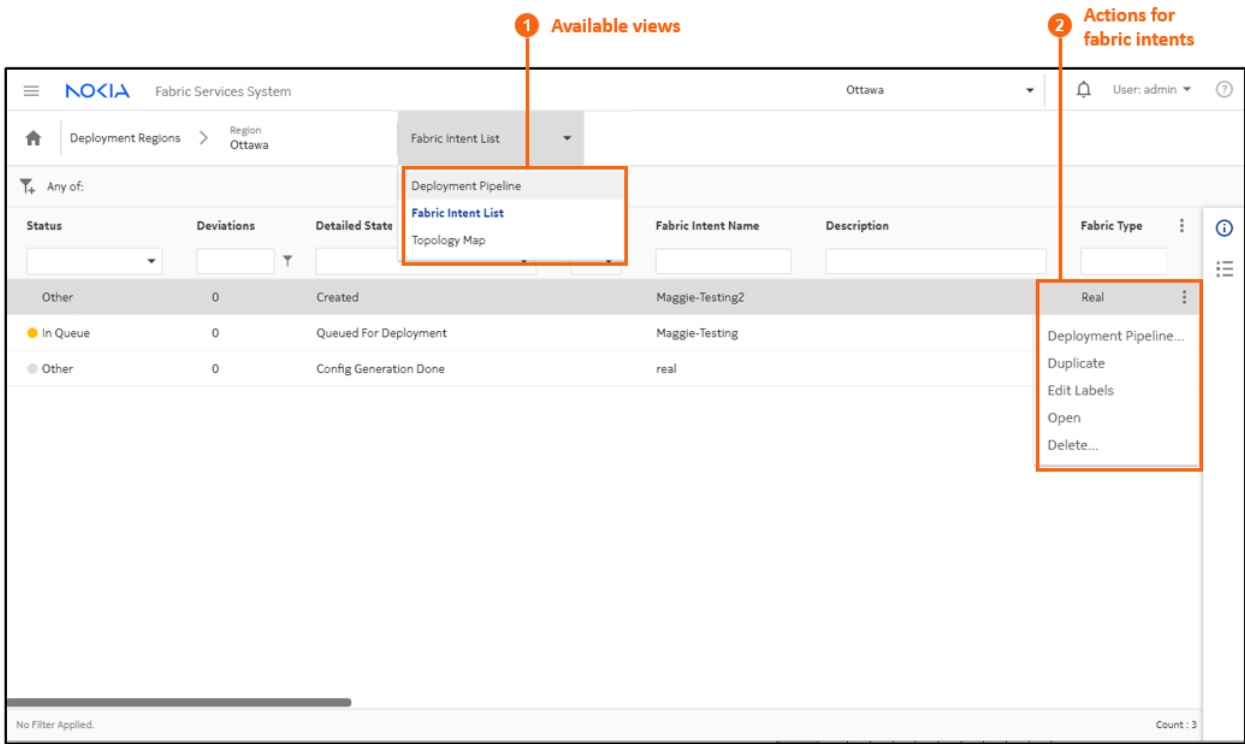 1 Available views
2 Actions for
fabric intents
NOKIA Fabric Services System Ottawa User: admin ?
Deployment Regions Region
Ottawa Fabric Intent List
Any of:
Deployment Pipeline
Fabric Intent List
Topology Map
Status Deviations Detailed State Fabric Intent Name Description Fabric Type
Other 0 Created Maggie-Testing2 Real
In Queue 0 Queued For Deployment Maggie-Testing
Other 0 Config Generation Done real
Deployment Pipeline...
Duplicate
Edit Labels
Open
Delete...
No Filter Applied. Count : 3